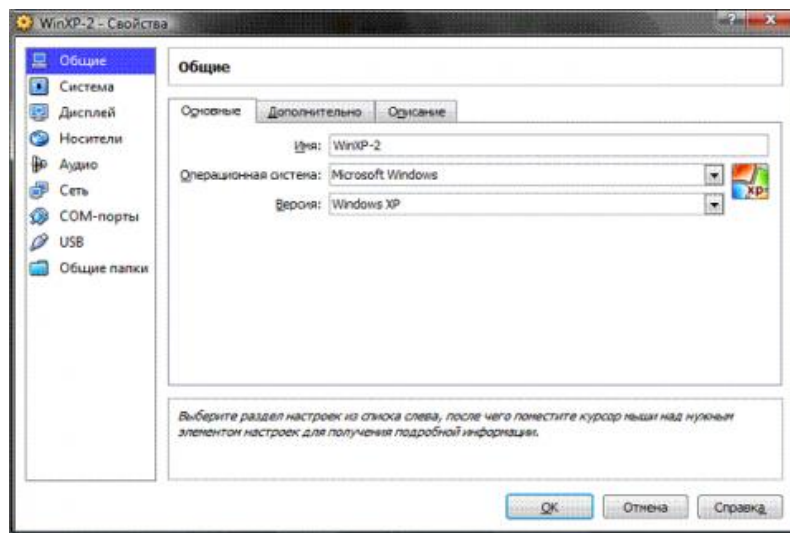 WinXP-2 - Свойства
Общие
Система
Дисплей
Носители
Аудио
Сеть
COM-порты
USB
Общие папки
Общие
Основные Дополнительно Описание
Имя: WinXP-2
Операционная система: Microsoft Windows
xp
Версия: Windows XP
Выберите раздел настроек из списка слева, после чего поместите курсор мыши над нужным
элементом настроек для получения подробной информации.
OK Отмена Справка